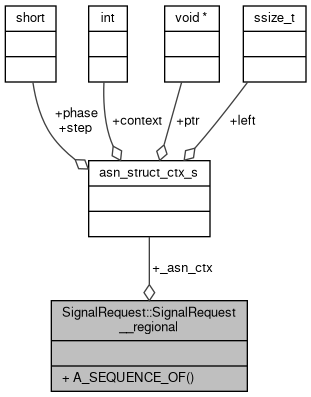 short
int
void *
ssize_t
+phase
+step
+context
+ptr
+left
asn_struct_ctx_s
+_asn_ctx
SignalRequest::SignalRequest
__regional
+ A_SEQUENCE_OF()